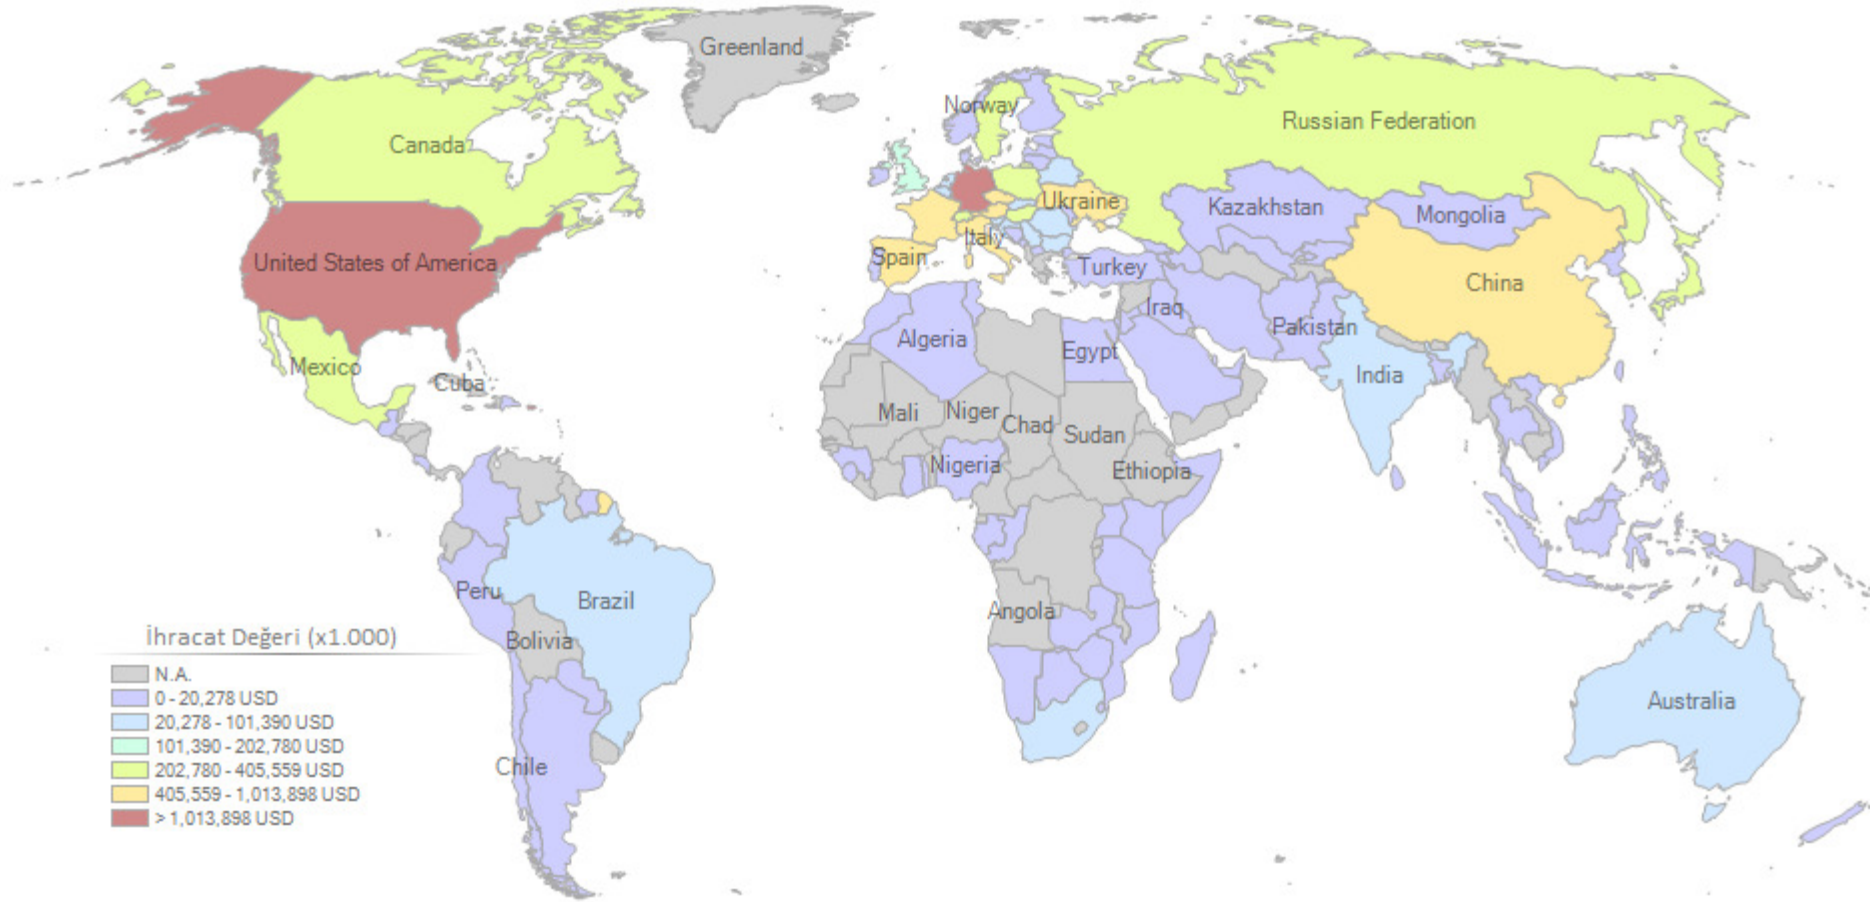 Greenland
Norway
Canada
Russian Federation
Ukraine
Kazakhstan
Mongolia
Italy
Spain
United States of America
Turkey
China
Iraq
Pakistan
Algeria
Egypt
Mexico
Cuba
India
Mali
Niger
Chad
Sudan
Nigeria
Ethiopia
Peru
Brazil
Angola
Bolivia
Australia
Chile
İhracat Değeri (x1.000)
N.A.
0 - 20,278 USD
20,278 - 101,390 USD
101,390 - 202,780 USD
202,780 - 405,559 USD
405,559 - 1,013,898 USD
> 1,013,898 USD